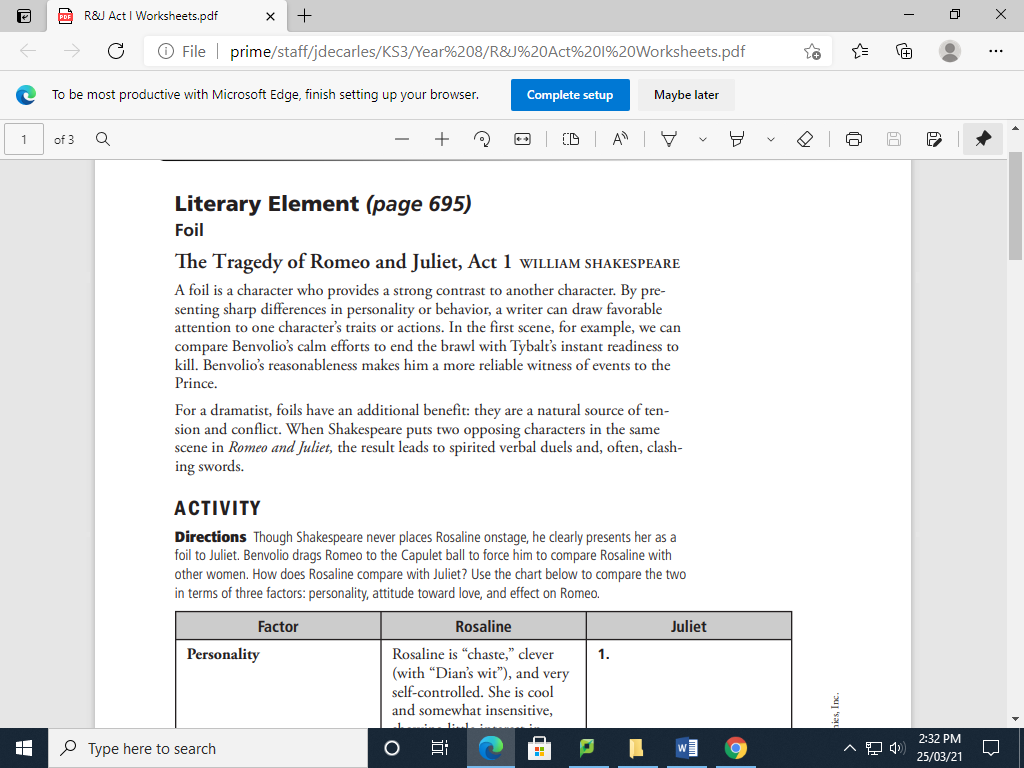 R&J Act I Worksheets.pdf
File prime/staff/jdecarles/KS3/Year%208/R&J%20Act%20I%20Worksheets.pdf
To be most productive with Microsoft Edge, finish setting up your browser. Complete setup Maybe later
1 of 3
Literary Element (page 695)
Foil
The Tragedy of Romeo and Juliet, Act 1 WILLIAM SHAKESPEARE
A foil is a character who provides a strong contrast to another character. By pre-
senting sharp differences in personality or behavior, a writer can draw favorable
attention to one character's traits or actions. In the first scene, for example, we can
compare Benvolio's calm efforts to end the brawl with Tybalt's instant readiness to
kill. Benvolio's reasonableness makes him a more reliable witness of events to the
Prince.
For a dramatist, foils have an additional benefit: they are a natural source of ten-
sion and conflict. When Shakespeare puts two opposing characters in the same
scene in Romeo and Juliet, the result leads to spirited verbal duels and, often, clash-
ing swords.
ACTIVITY
Directions Though Shakespeare never places Rosaline onstage, he clearly presents her as a
foil to Juliet. Benvolio drags Romeo to the Capulet ball to force him to compare Rosaline with
other women. How does Rosaline compare with Juliet? Use the chart below to compare the two
in terms of three factors: personality, attitude toward love, and effect on Romeo.
Factor Rosaline Juliet
Personality Rosaline is "chaste," clever 1.
(with "Dian's wit"), and very
self-controlled. She is cool
and somewhat insensitive,
Inc.
Type here to search
2:32 PM
25/03/21